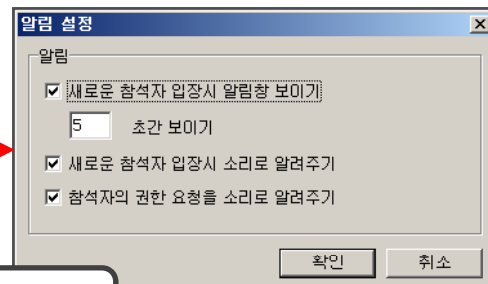 알림 설정
알림
새로운 참석자 입장시 알림창 보이기
5 초간 보이기
새로운 참석자 입장시 소리로 알려주기
참석자의 권한 요청을 소리로 알려주기
확인 취소